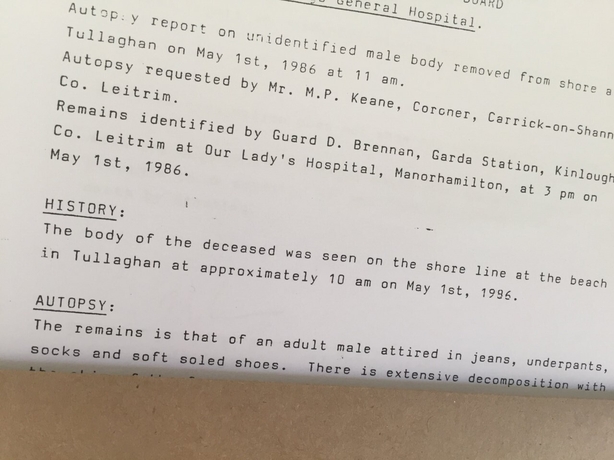 General Hospital.
Autopsy report on unidentified male body removed from shore a
Tullaghan on May 1st, 1986 at 11 am.
Autopsy requested by Mr. M.P. Keane, Coroner, Carrick-on-Shann
Co. Leitrim.
Remains identified by Guard D. Brennan, Garda Station, Kinlough
Co. Leitrim at Our Lady's Hospital, Manorhamilton, at 3 pm on
May 1st, 1986.
HISTORY:
The body of the deceased was seen on the shore line at the beach
in Tullaghan at approximately 10 am on May 1st, 1986.
AUTOPSY:
The remains is that of an adult male attired in jeans, underpants,
socks and soft soled shoes. There is extensive decomposition with